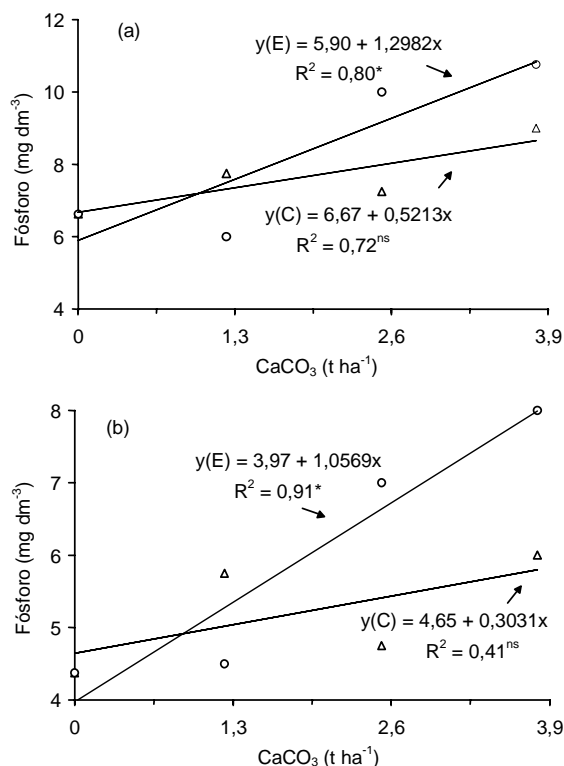 (a)
y(E) = 5,90 + 1,2982x
R² = 0,80*
12
10
8
6
4
Fósforo (mg dm⁻³)
y(C) = 6,67 + 0,5213x
R² = 0,72ⁿˢ
0 1,3 2,6 3,9
CaCO₃ (t ha⁻¹)
(b)
y(E) = 3,97 + 1,0569x
R² = 0,91*
8
7
6
5
4
Fósforo (mg dm⁻³)
y(C) = 4,65 + 0,3031x
R² = 0,41ⁿˢ
0 1,3 2,6 3,9
CaCO₃ (t ha⁻¹)